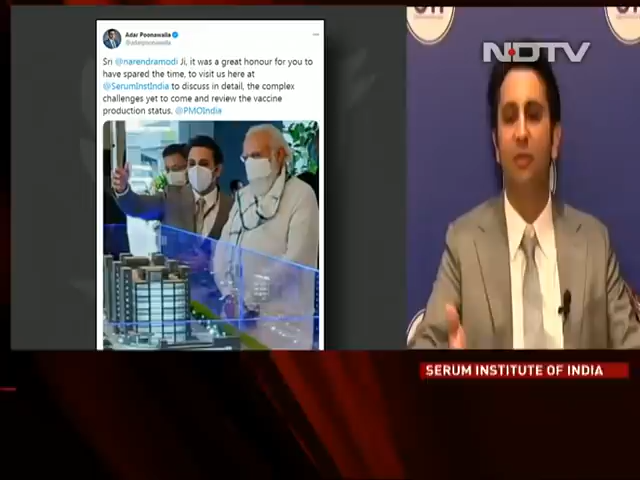 Adar Poonawalla
@adarpoonawalla
Sri @narendramodi Ji, it was a great honour for you to
have spared the time, to visit us here at
@SerumInstIndia to discuss in detail, the complex
challenges yet to come and review the vaccine
production status. @PMOIndia
NDTV
SERUM INSTITUTE OF INDIA